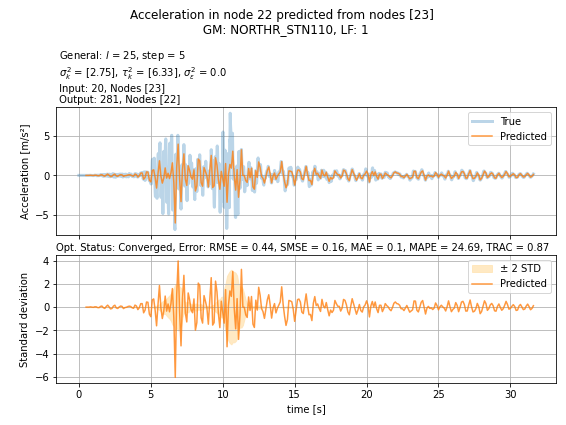 Acceleration in node 22 predicted from nodes [23]
GM: NORTHR_STN110, LF: 1
General: l = 25, step = 5
σ²ₖ = [2.75], τ²ₖ = [6.33], σ²ε = 0.0
Input: 20, Nodes [23]
Output: 281, Nodes [22]
Acceleration [m/s²]
5
0
−5
True
Predicted
Opt. Status: Converged, Error: RMSE = 0.44, SMSE = 0.16, MAE = 0.1, MAPE = 24.69, TRAC = 0.87
Standard deviation
4
2
0
−2
−4
−6
± 2 STD
Predicted
0 5 10 15 20 25 30
time [s]